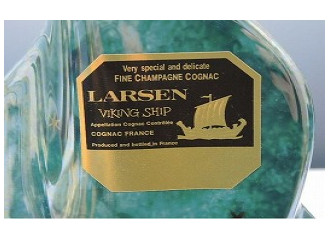 Very special and delicate
FINE CHAMPAGNE COGNAC
LARSEN
VIKING SHIP
Appellation Cognac Contrôlée
COGNAC FRANCE
Produced and bottled in France